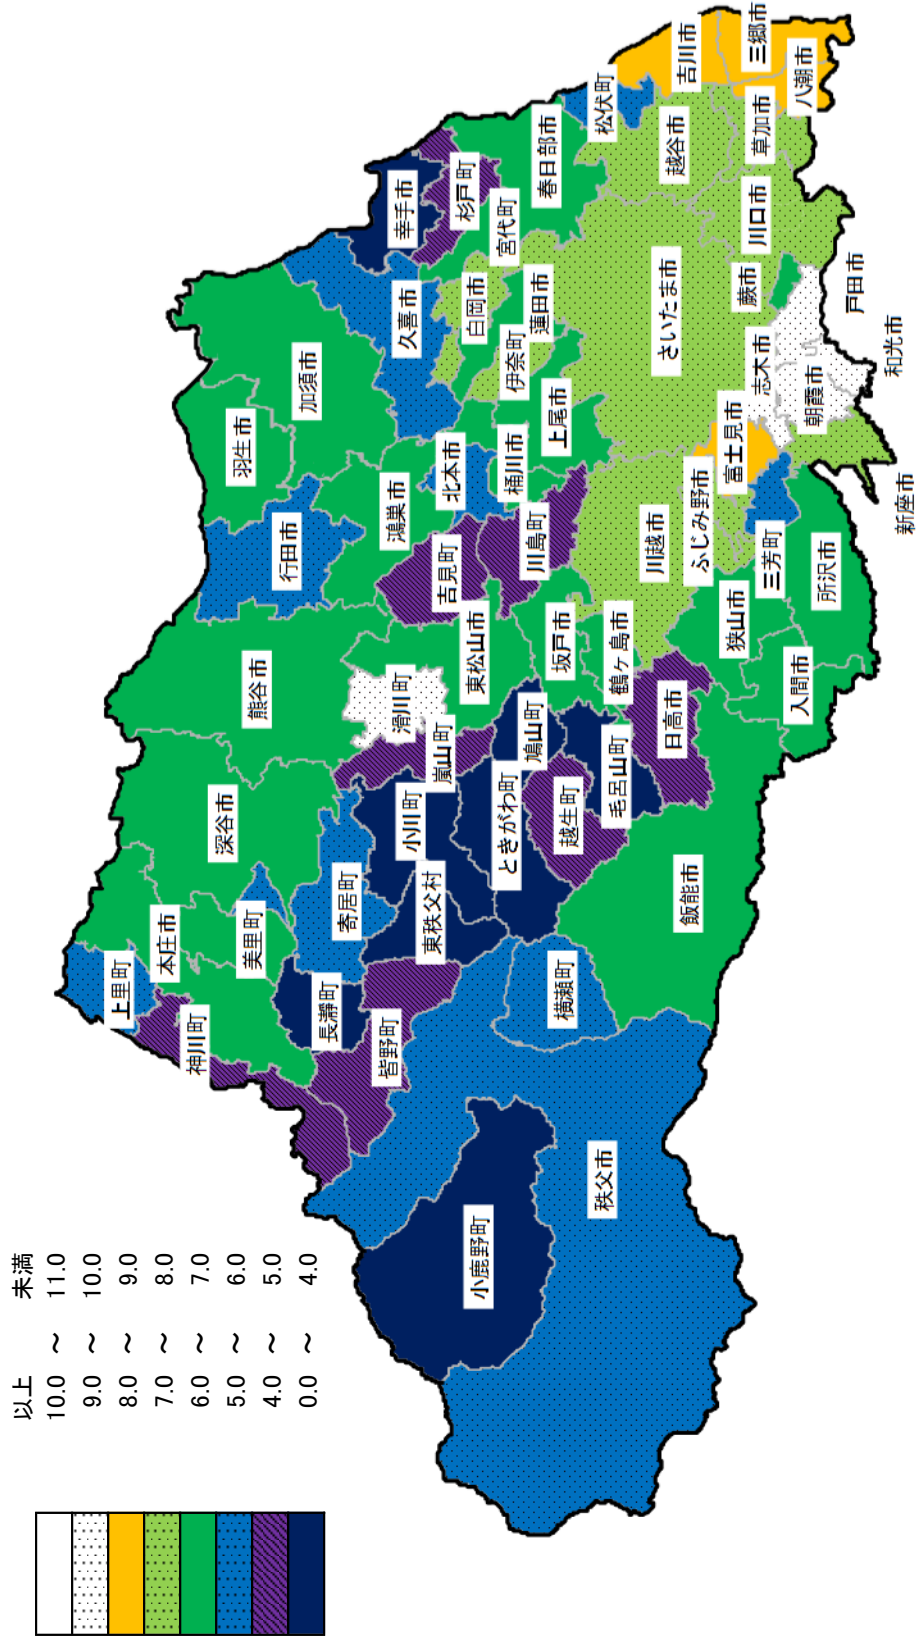 以上 未満
10.0 ～ 11.0
9.0 ～ 10.0
8.0 ～ 9.0
7.0 ～ 8.0
6.0 ～ 7.0
5.0 ～ 6.0
4.0 ～ 5.0
0.0 ～ 4.0
上里町
本庄市
神川町
美里町
深谷市
熊谷市
行田市
羽生市
加須市
長瀞町
寄居町
皆野町
小川町
東秩父村
嵐山町
滑川町
吉見町
鴻巣市
北本市
久喜市
幸手市
杉戸町
宮代町
白岡市
蓮田市
伊奈町
桶川市
上尾市
春日部市
松伏町
小鹿野町
秩父市
横瀬町
ときがわ町
越生町
鳩山町
毛呂山町
東松山市
坂戸市
鶴ヶ島市
川島町
川越市
日高市
飯能市
狭山市
入間市
所沢市
三芳町
ふじみ野市
富士見市
さいたま市
志木市
朝霞市
新座市
和光市
戸田市
蕨市
川口市
越谷市
草加市
吉川市
三郷市
八潮市